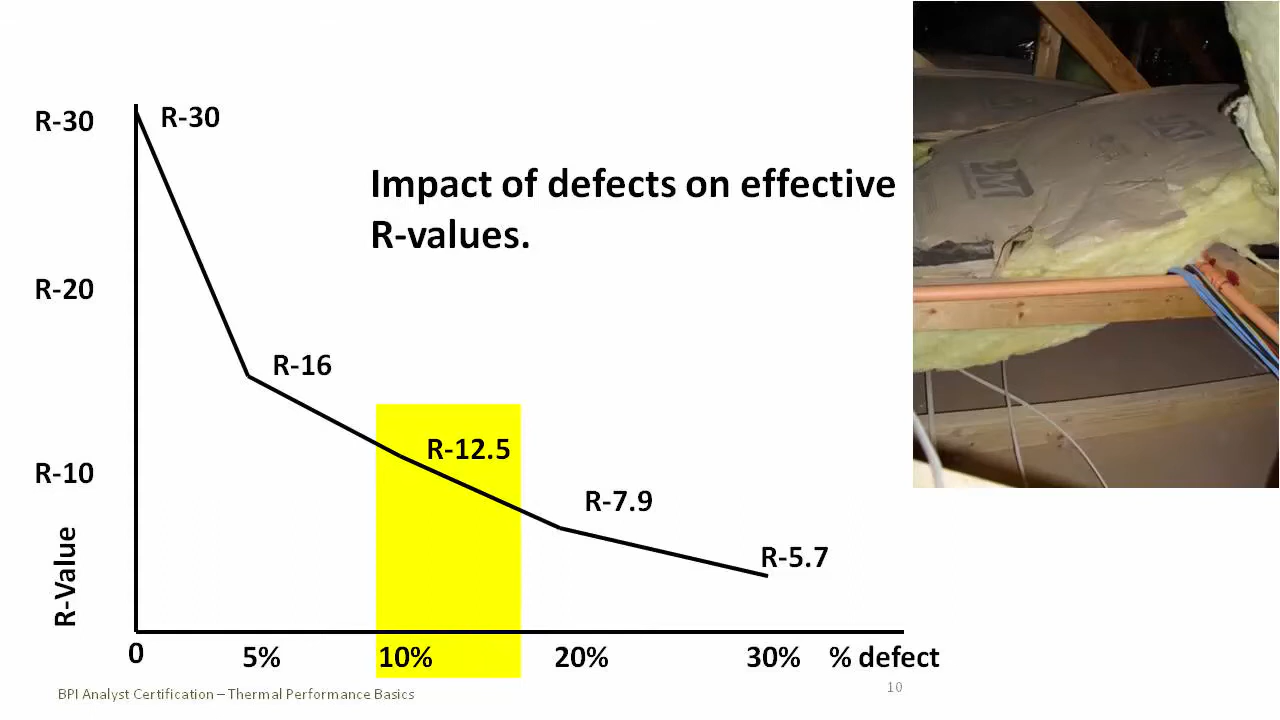 R-30
R-30
Impact of defects on effective
R-values.
R-20
R-16
R-12.5
R-10
R-7.9
R-Value
R-5.7
0
5%
10%
20%
30%
% defect
BPI Analyst Certification – Thermal Performance Basics
10